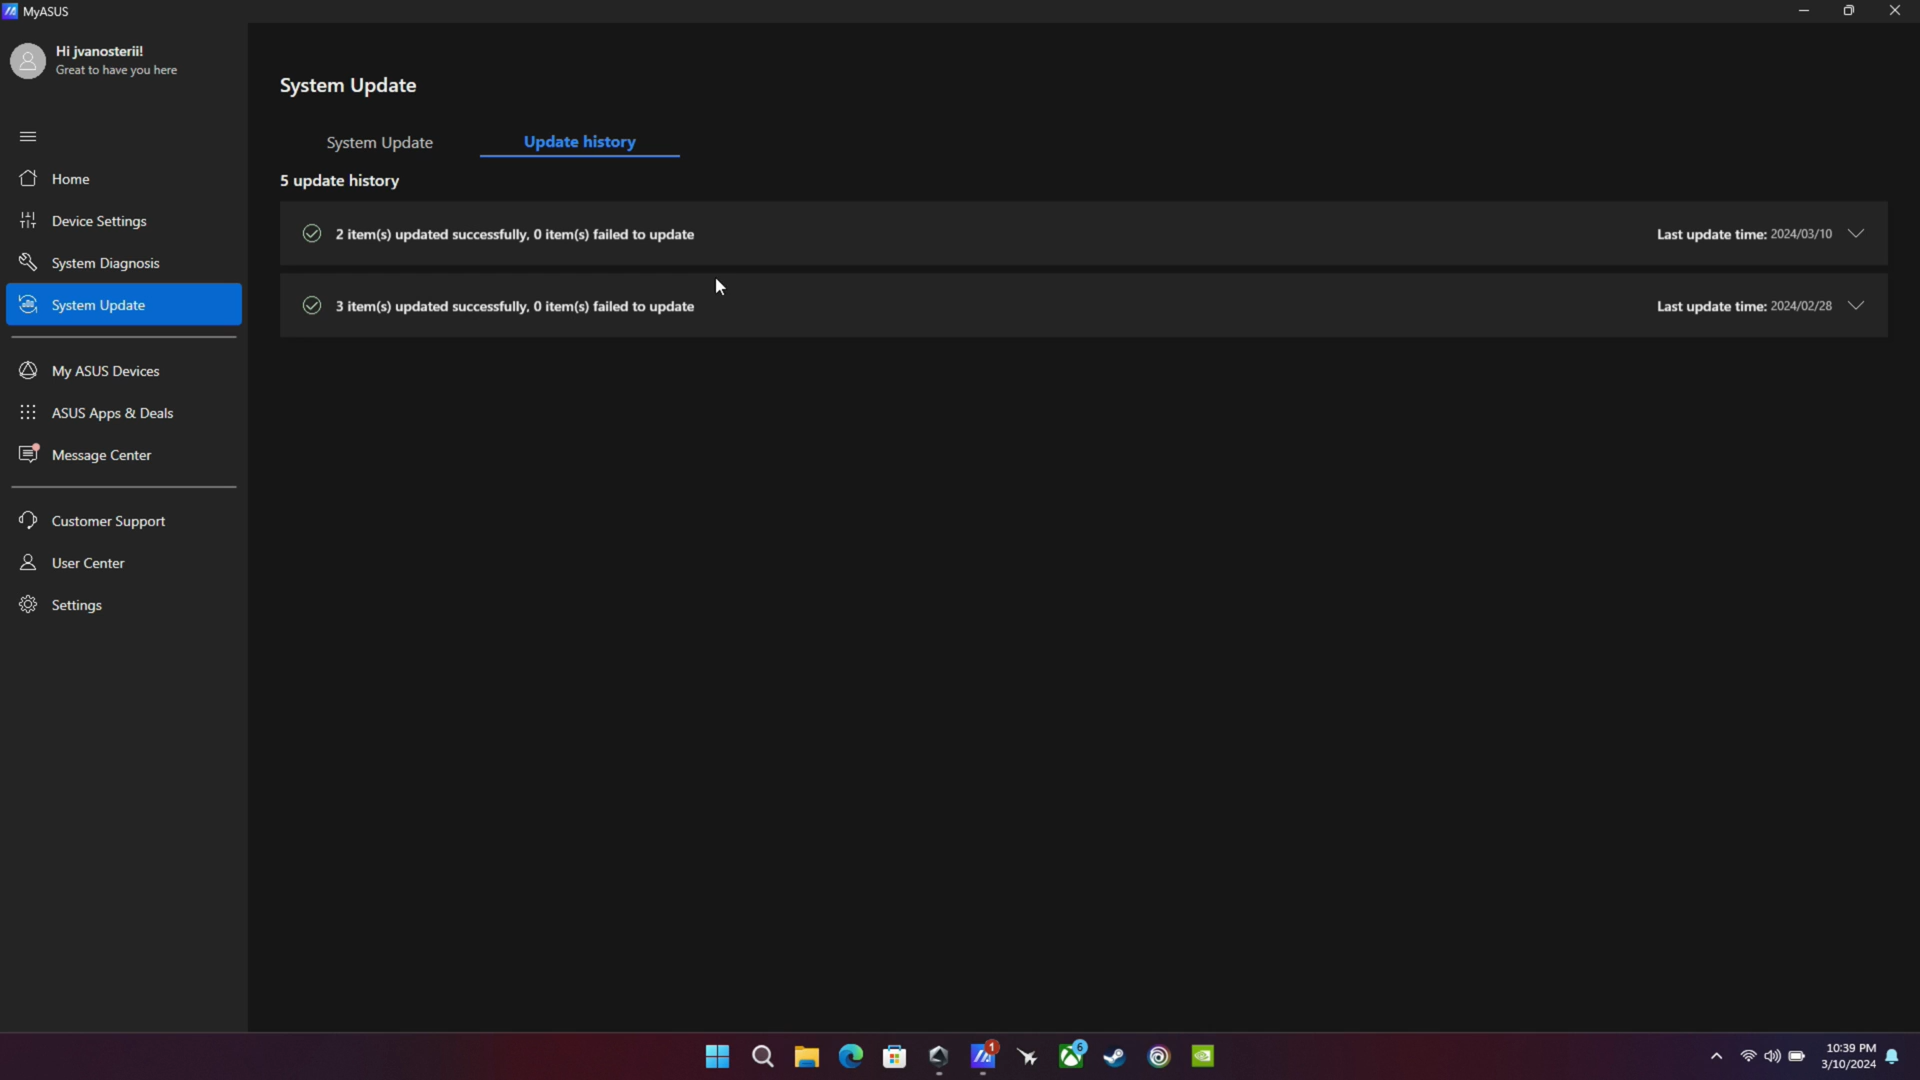 MyASUS
Hi jvanosterii!
Great to have you here
Home
Device Settings
System Diagnosis
System Update
My ASUS Devices
ASUS Apps & Deals
Message Center
Customer Support
User Center
Settings
System Update
System Update Update history
5 update history
2 item(s) updated successfully, 0 item(s) failed to update Last update time: 2024/03/10
3 item(s) updated successfully, 0 item(s) failed to update Last update time: 2024/02/28
1
6
10:39 PM
3/10/2024